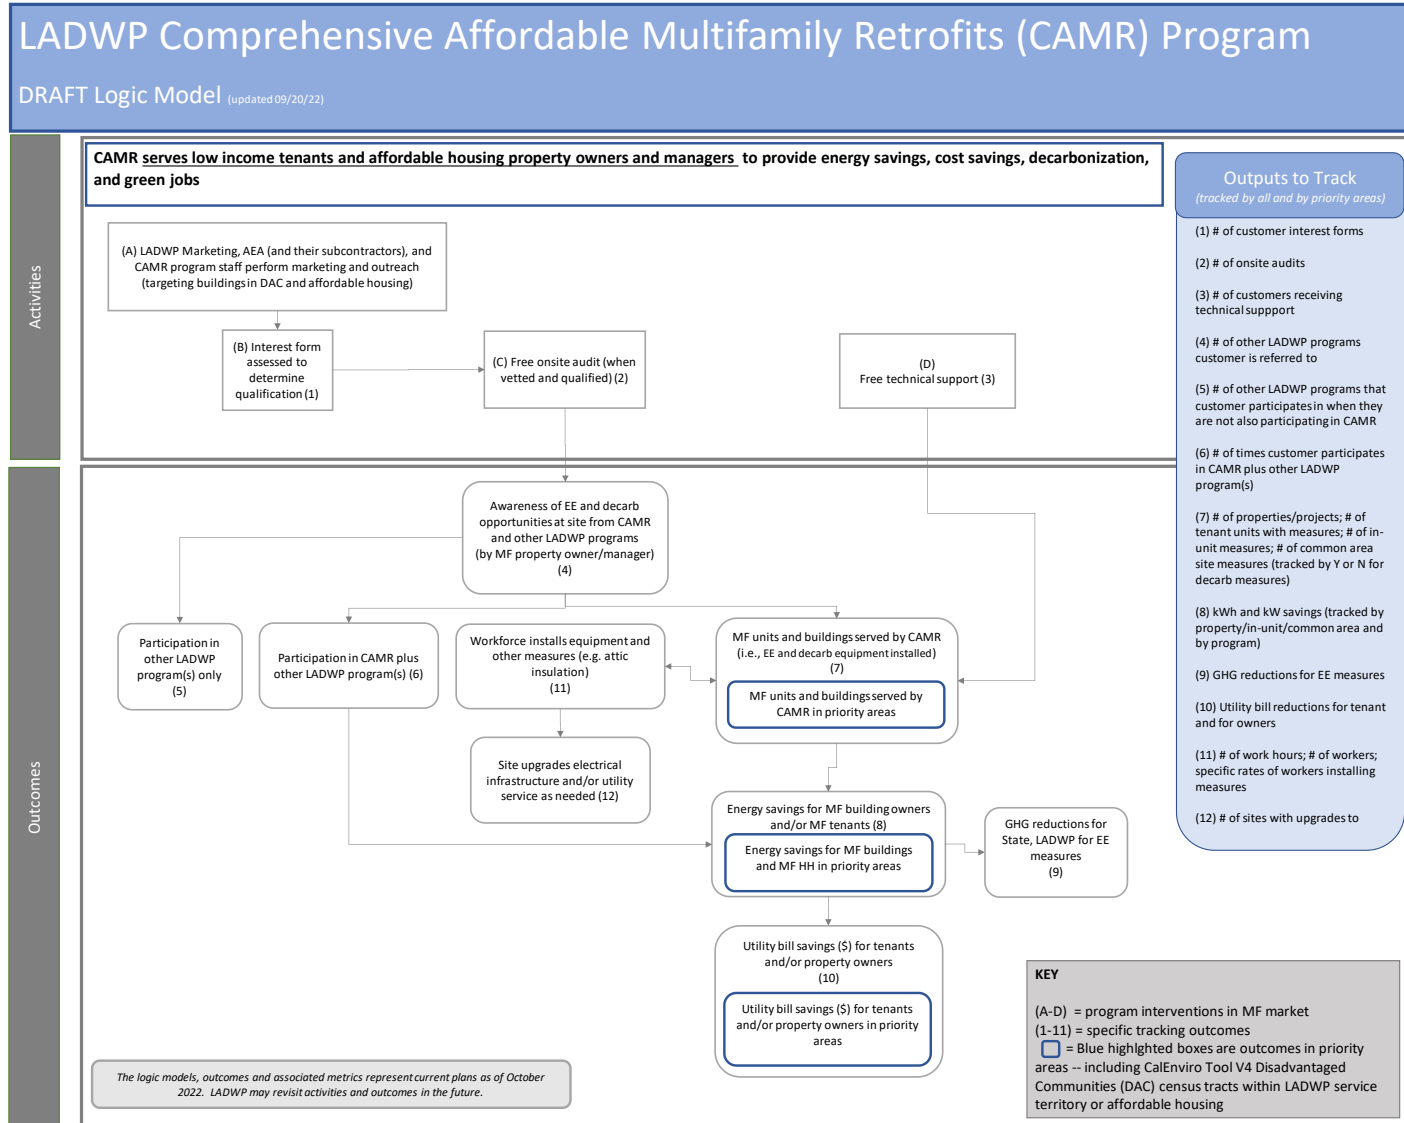 LADWP Comprehensive Affordable Multifamily Retrofits (CAMR) Program
DRAFT Logic Model (updated 09/20/22)
Activities
CAMR serves low income tenants and affordable housing property owners and managers to provide energy savings, cost savings, decarbonization,
and green jobs
(A) LADWP Marketing, AEA (and their subcontractors), and
CAMR program staff perform marketing and outreach
(targeting buildings in DAC and affordable housing)
(B) Interest form
assessed to
determine
qualification (1)
(C) Free onsite audit (when
vetted and qualified) (2)
(D)
Free technical support (3)
Outcomes
Awareness of EE and decarb
opportunities at site from CAMR
and other LADWP programs
(by MF property owner/manager)
(4)
Participation in
other LADWP
program(s) only
(5)
Participation in CAMR plus
other LADWP program(s) (6)
Workforce installs equipment and
other measures (e.g. attic
insulation)
(11)
MF units and buildings served by CAMR
(i.e., EE and decarb equipment installed)
(7)
MF units and buildings served by
CAMR in priority areas
Site upgrades electrical
infrastructure and/or utility
service as needed (12)
Energy savings for MF building owners
and/or MF tenants (8)
Energy savings for MF buildings
and MF HH in priority areas
GHG reductions for
State, LADWP for EE
measures
(9)
Utility bill savings ($) for tenants
and/or property owners
(10)
Utility bill savings ($) for tenants
and/or property owners in priority
areas
The logic models, outcomes and associated metrics represent current plans as of October
2022. LADWP may revisit activities and outcomes in the future.
Outputs to Track
(tracked by all and by priority areas)
(1) # of customer interest forms
(2) # of onsite audits
(3) # of customers receiving
technical suppport
(4) # of other LADWP programs
customer is referred to
(5) # of other LADWP programs that
customer participates in when they
are not also participating in CAMR
(6) # of times customer participates
in CAMR plus other LADWP
program(s)
(7) # of properties/projects; # of
tenant units with measures; # of in-
unit measures; # of common area
site measures (tracked by Y or N for
decarb measures)
(8) kWh and kW savings (tracked by
property/in-unit/common area and
by program)
(9) GHG reductions for EE measures
(10) Utility bill reductions for tenant
and for owners
(11) # of work hours; # of workers;
specific rates of workers installing
measures
(12) # of sites with upgrades to
KEY
(A-D) = program interventions in MF market
(1-11) = specific tracking outcomes
= Blue highlghted boxes are outcomes in priority
areas -- including CalEnviro Tool V4 Disadvantaged
Communities (DAC) census tracts within LADWP service
territory or affordable housing